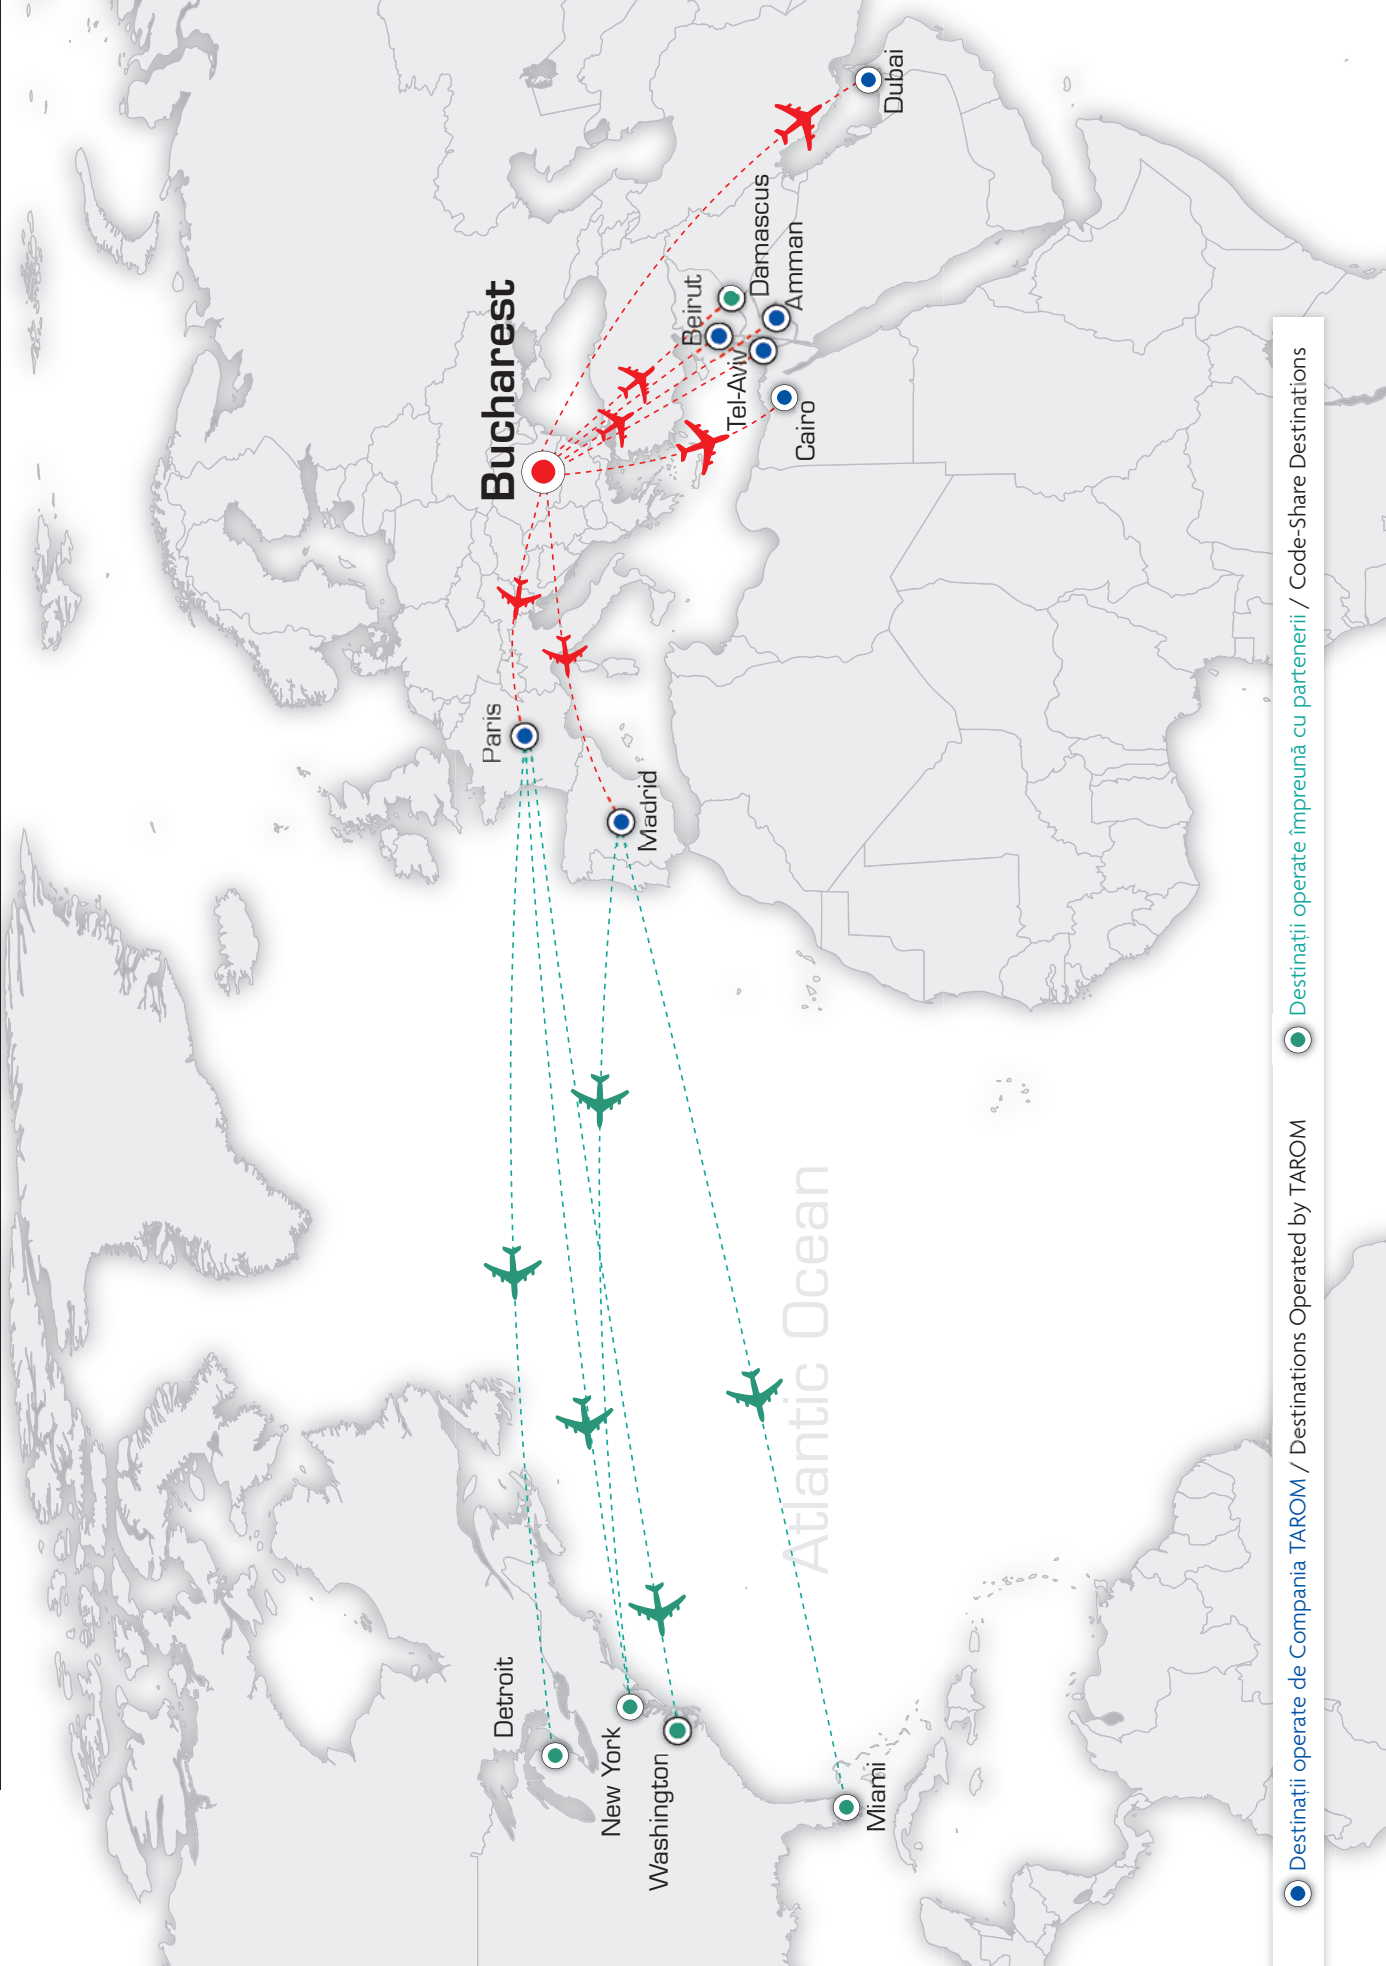 Bucharest
Paris
Madrid
Beirut
Damascus
Tel-Aviv
Amman
Cairo
Dubai
Detroit
New York
Washington
Miami
Atlantic Ocean
Destinații operate de Compania TAROM / Destinations Operated by TAROM
Destinații operate împreună cu partenerii / Code-Share Destinations